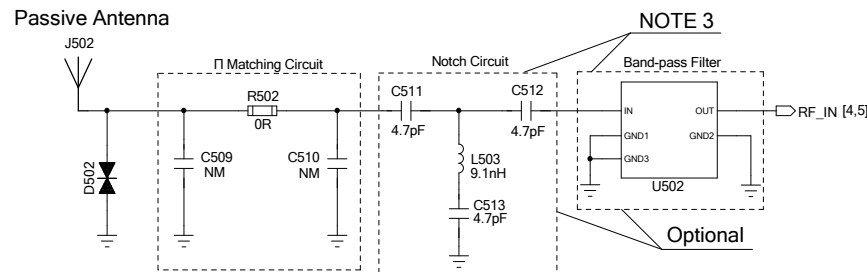 Passive Antenna
NOTE 3
J502
Π Matching Circuit
Notch Circuit
Band-pass Filter
R502
0R
C511
4.7pF
C512
4.7pF
IN
OUT
RF_IN [4,5]
GND1
GND2
GND3
U502
D502
C509
NM
C510
NM
L503
9.1nH
C513
4.7pF
Optional